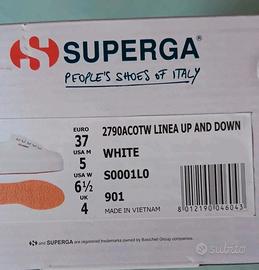 SUPERGA®
PEOPLE'S SHOES OF ITALY
EURO 37
USA M 5
USA W 6½
UK 4
2790ACOTW LINEA UP AND DOWN
WHITE
S0001L0
901
MADE IN VIETNAM
8 012190 046043
and SUPERGA are registered trademarks owned by BasicNet Group companies.
subito